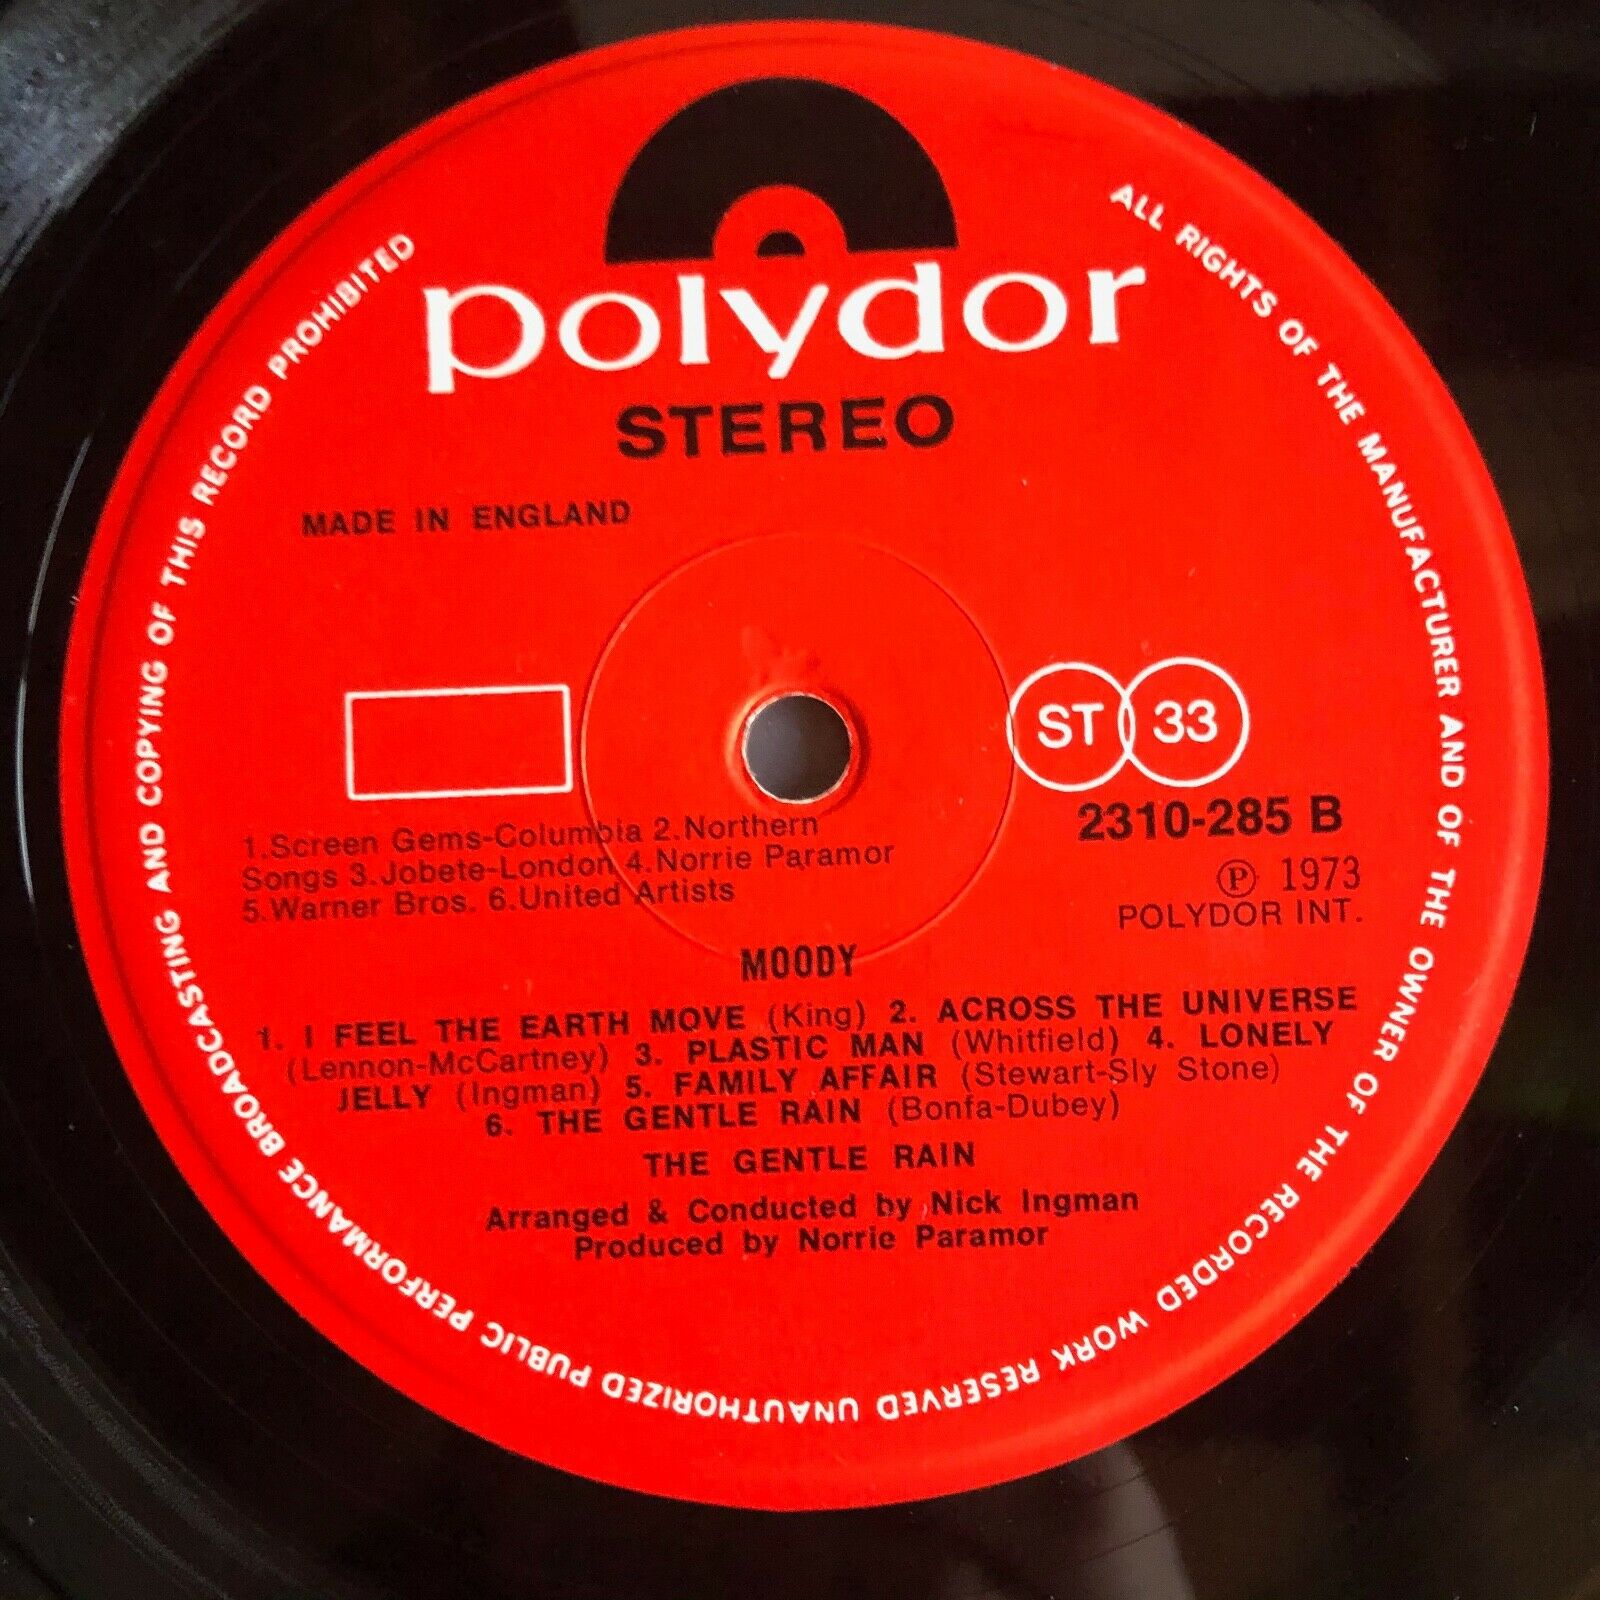 polydor
STEREO
MADE IN ENGLAND
ST 33
2310-285 B
Ⓟ 1973
POLYDOR INT.
1.Screen Gems-Columbia 2.Northern
Songs 3.Jobete-London 4.Norrie Paramor
5.Warner Bros. 6.United Artists
MOODY
1. I FEEL THE EARTH MOVE (King) 2. ACROSS THE UNIVERSE
(Lennon-McCartney) 3. PLASTIC MAN (Whitfield) 4. LONELY
JELLY (Ingman) 5. FAMILY AFFAIR (Stewart-Sly Stone)
6. THE GENTLE RAIN (Bonfa-Dubey)
THE GENTLE RAIN
Arranged & Conducted by Nick Ingman
Produced by Norrie Paramor
ALL RIGHTS OF THE MANUFACTURER AND OF THE OWNER OF THE RECORDED WORK RESERVED UNAUTHORIZED PUBLIC PERFORMANCE BROADCASTING AND COPYING OF THIS RECORD PROHIBITED